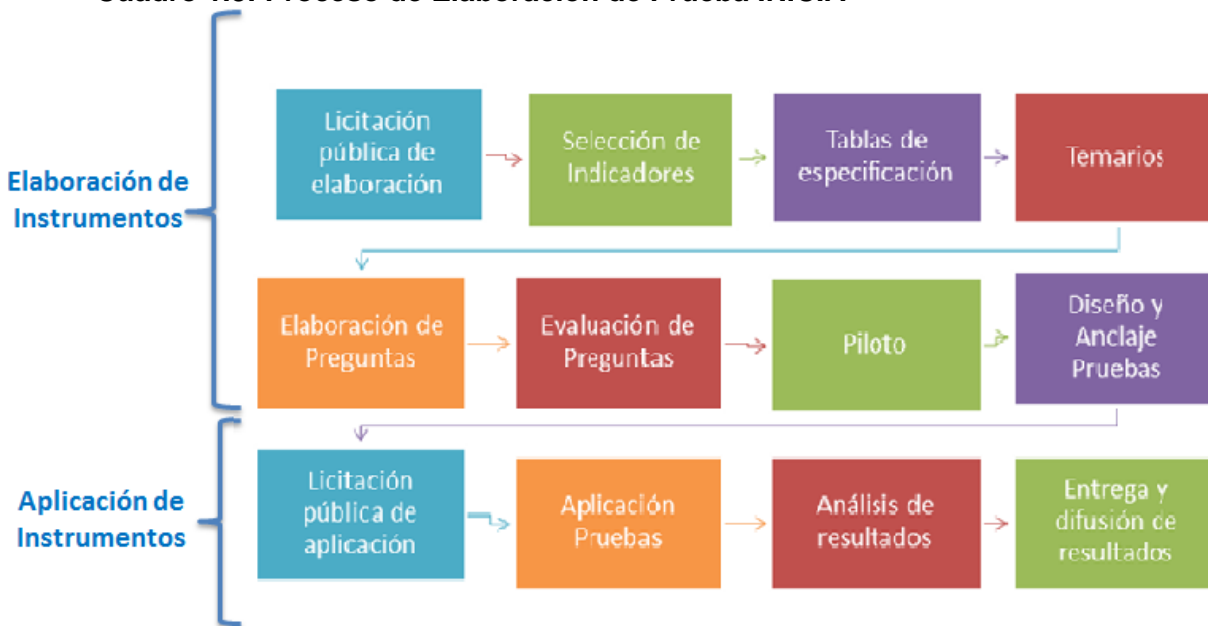 Elaboración de
Instrumentos
Licitación
pública de
elaboración
Selección de
Indicadores
Tablas de
especificación
Temarios
Elaboración de
Preguntas
Evaluación de
Preguntas
Piloto
Diseño y
Anclaje
Pruebas
Aplicación de
Instrumentos
Licitación
pública de
aplicación
Aplicación
Pruebas
Análisis de
resultados
Entrega y
difusión de
resultados